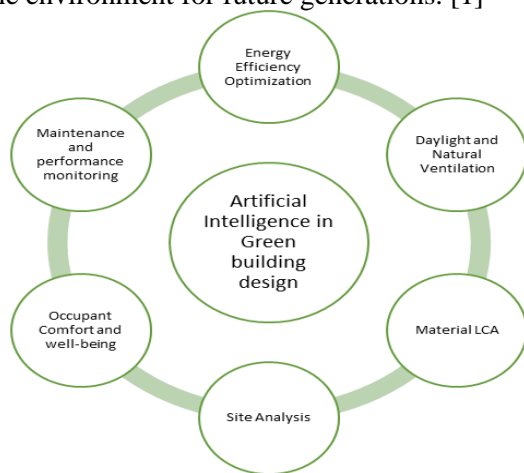 e environment for future generations. [1]
Energy
Efficiency
Optimization
Daylight and
Natural
Ventilation
Material LCA
Site Analysis
Occupant
Comfort and
well-being
Maintenance
and
performance
monitoring
Artificial
Intelligence in
Green
building
design